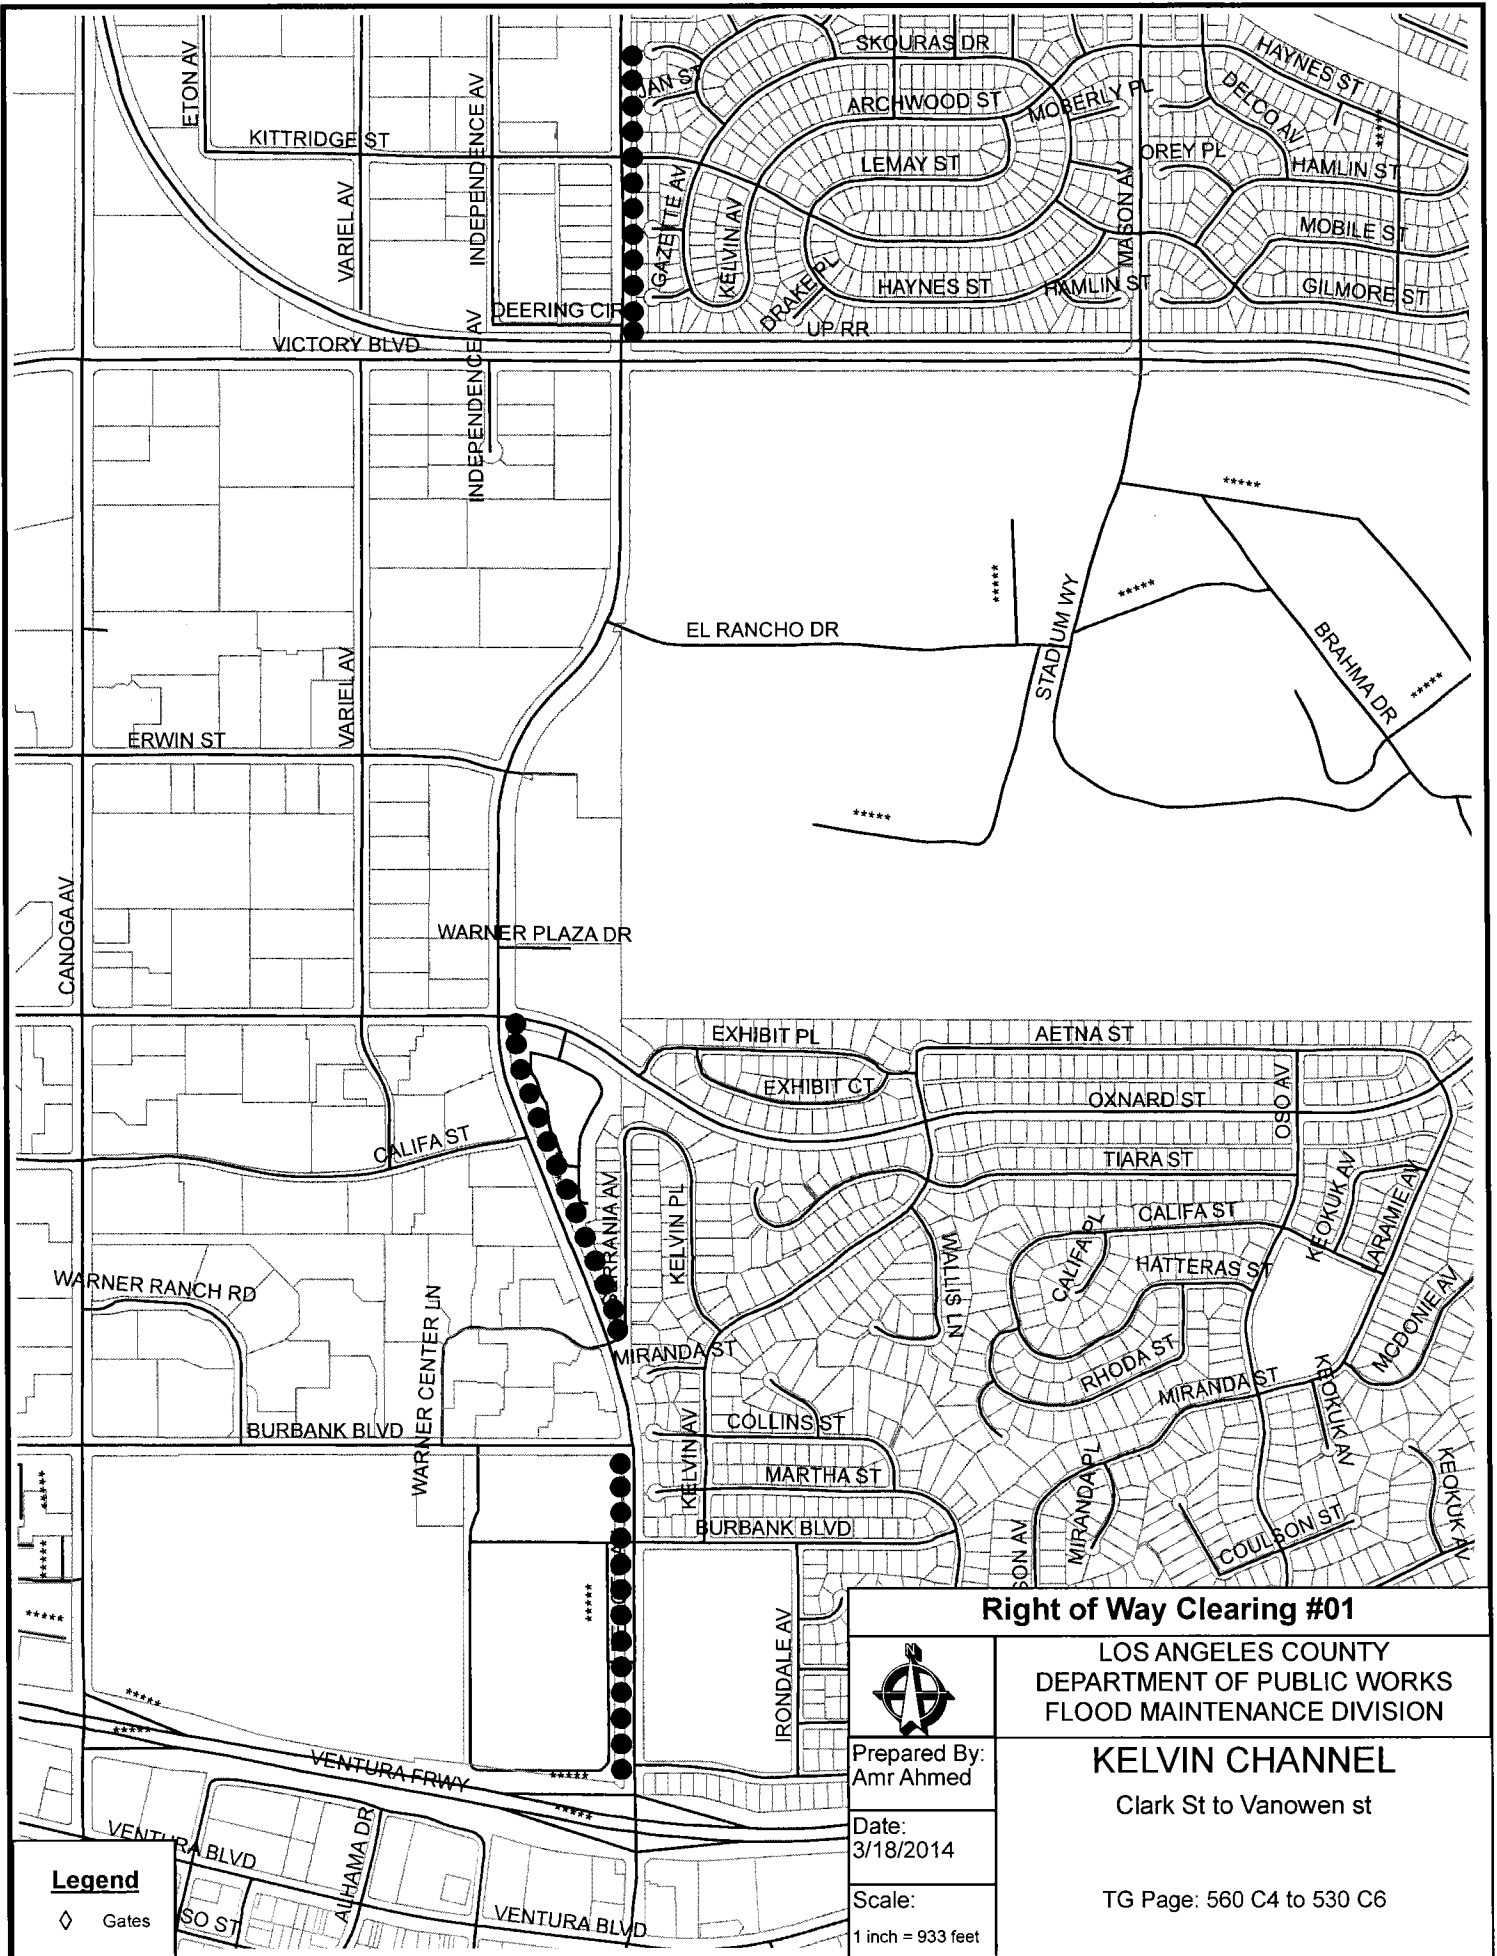 SKOURAS DR
HAYNES ST
ETON AV
JAN ST
INDEPENDENCE AV
ARCHWOOD ST
MOBERLY PL
DELCO AV
*****
KITTRIDGE ST
LEMAY ST
OREY PL
HAMLIN ST
VARIEL AV
GAZETTE AV
KELVIN AV
MASON AV
MOBILE ST
DRAKE PL
HAYNES ST
HAMLIN ST
GILMORE ST
DEERING CIR
UP RR
VICTORY BLVD
INDEPENDENCE AV
*****
*****
*****
STADIUM WY
EL RANCHO DR
BRAHMA DR
*****
VARIEL AV
ERWIN ST
*****
CANOGA AV
WARNER PLAZA DR
EXHIBIT PL
AETNA ST
EXHIBIT CT
OXNARD ST
OSO AV
CALIFA ST
TIARA ST
KEOKUK AV
LARAMIE AV
KELVIN PL
CALIFA ST
CALIFA PL
WALLIS LN
HATTERAS ST
WARNER RANCH RD
WARNER CENTER LN
MCDONIE AV
MIRANDA ST
RHODA ST
MIRANDA ST
KEOKUK AV
BURBANK BLVD
COLLINS ST
KELVIN AV
MARTHA ST
MIRANDA PL
KEOKUK AV
*****
BURBANK BLVD
COULSON ST
SON AV
*****
*****
*****
IRONDALE AV
*****
*****
VENTURA FRWY
*****
*****
VENTURA BLVD
ALHAMA DR
SO ST
VENTURA BLVD
Legend
Gates
Right of Way Clearing #01
N
LOS ANGELES COUNTY
DEPARTMENT OF PUBLIC WORKS
FLOOD MAINTENANCE DIVISION
Prepared By:
Amr Ahmed
KELVIN CHANNEL
Clark St to Vanowen st
Date:
3/18/2014
Scale:
1 inch = 933 feet
TG Page: 560 C4 to 530 C6